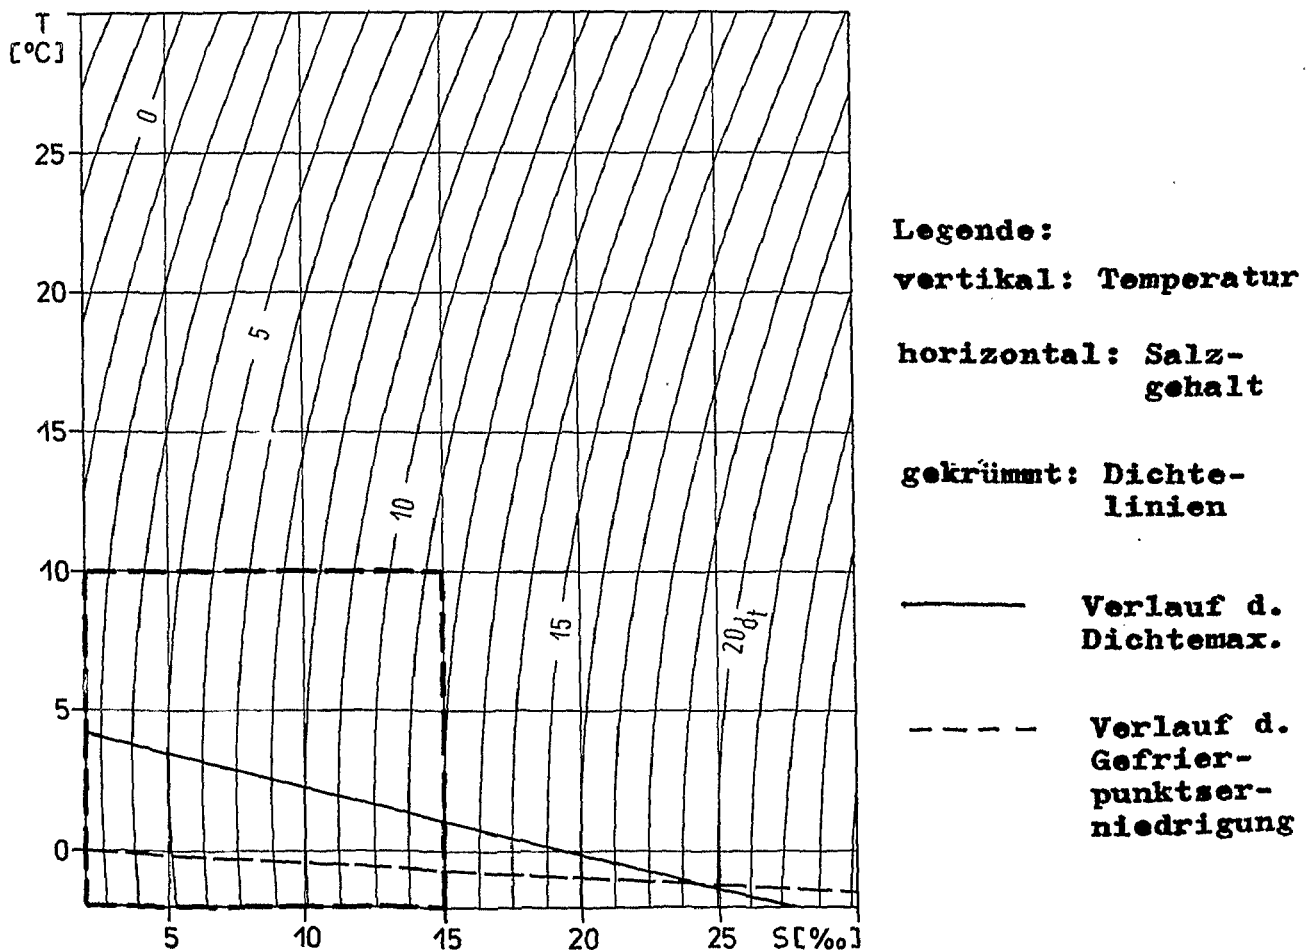 T
[°C]
25
20
15
10
5
0
5
10
15
20
25
S[‰]
0
5
10
15
20
Legende:
vertikal: Temperatur
horizontal: Salz-
gehalt
gekrümmt: Dichte-
linien
Verlauf d.
Dichtemax.
Verlauf d.
Gefrier-
punktser-
niedrigung